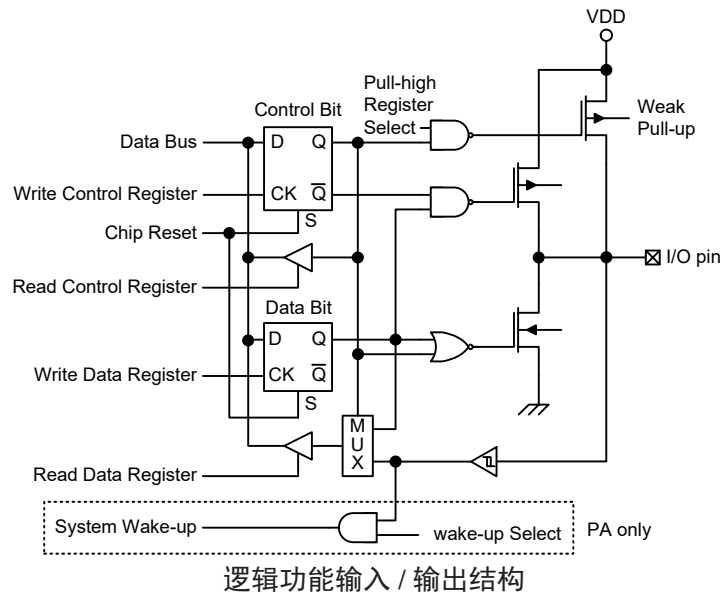 VDD
Pull-high
Register
Select
Weak
Pull-up
Control Bit
Data Bus
D Q
Write Control Register
CK Q
S
Chip Reset
I/O pin
Read Control Register
Data Bit
D Q
Write Data Register
CK Q
S
M
U
X
Read Data Register
System Wake-up
wake-up Select
PA only
逻辑功能输入 / 输出结构